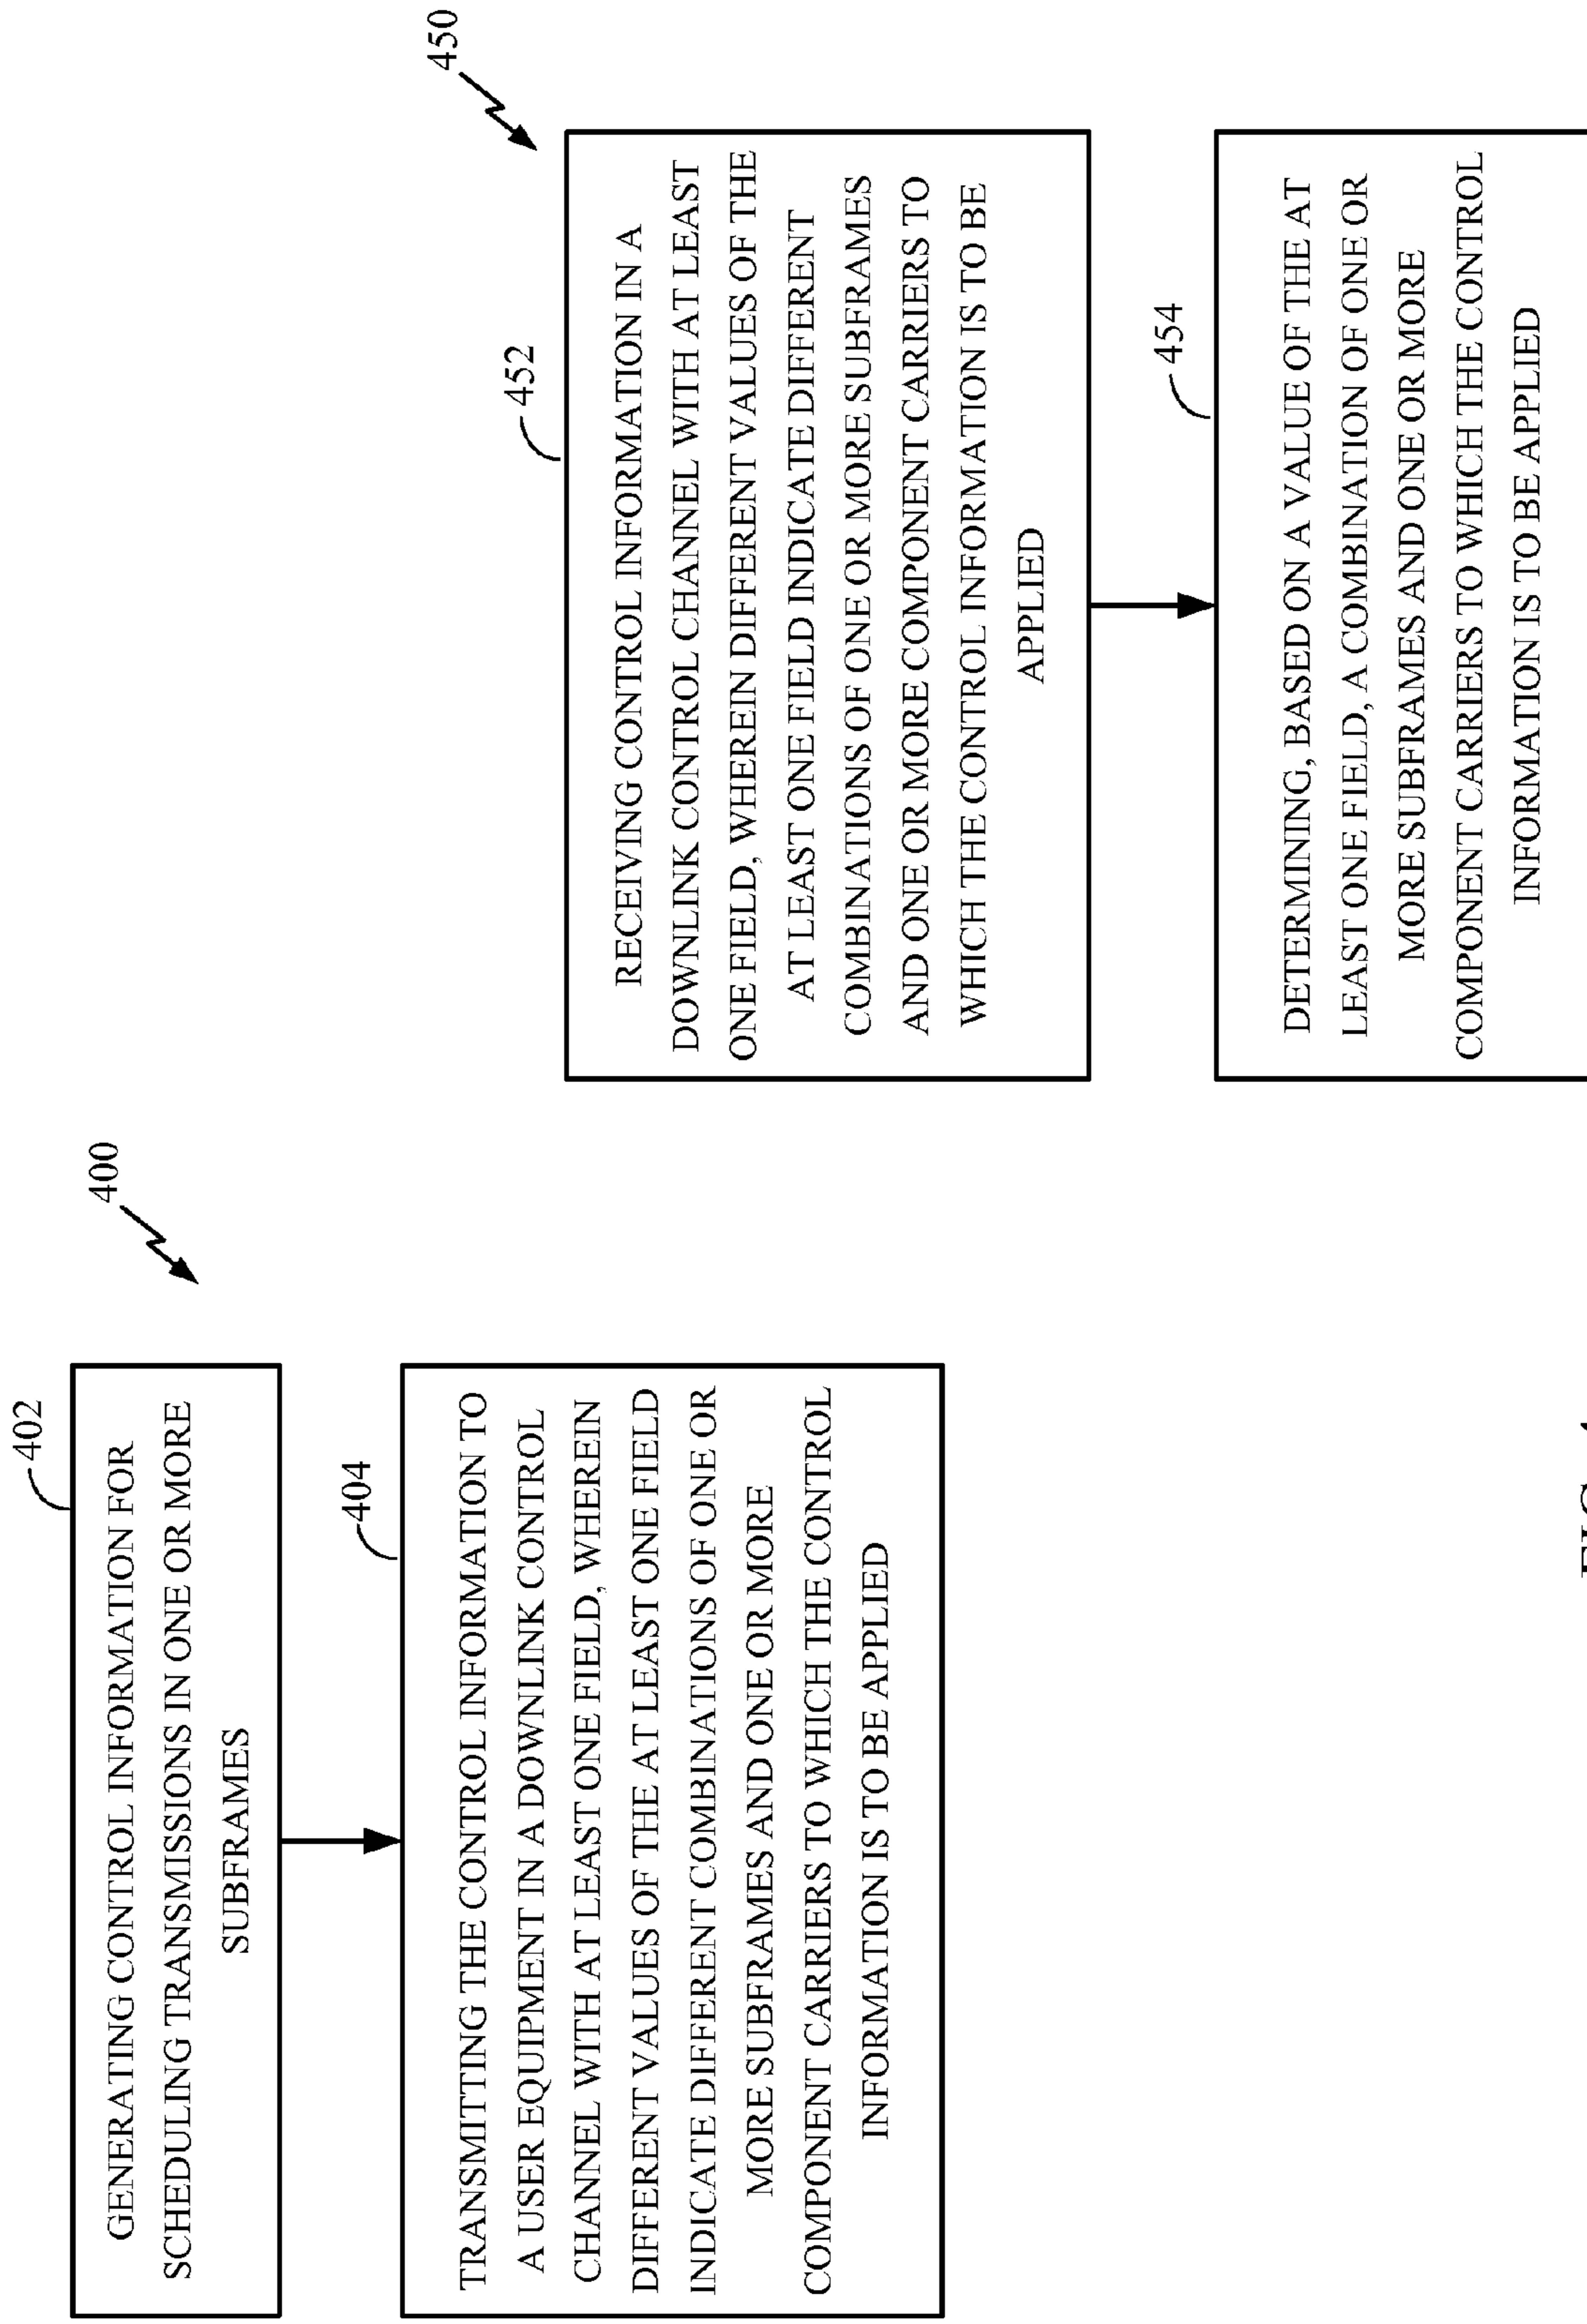 400
402
GENERATING CONTROL INFORMATION FOR
SCHEDULING TRANSMISSIONS IN ONE OR MORE
SUBFRAMES
404
TRANSMITTING THE CONTROL INFORMATION TO
A USER EQUIPMENT IN A DOWNLINK CONTROL
CHANNEL WITH AT LEAST ONE FIELD, WHEREIN
DIFFERENT VALUES OF THE AT LEAST ONE FIELD
INDICATE DIFFERENT COMBINATIONS OF ONE OR
MORE SUBFRAMES AND ONE OR MORE
COMPONENT CARRIERS TO WHICH THE CONTROL
INFORMATION IS TO BE APPLIED
450
452
RECEIVING CONTROL INFORMATION IN A
DOWNLINK CONTROL CHANNEL WITH AT LEAST
ONE FIELD, WHEREIN DIFFERENT VALUES OF THE
AT LEAST ONE FIELD INDICATE DIFFERENT
COMBINATIONS OF ONE OR MORE SUBFRAMES
AND ONE OR MORE COMPONENT CARRIERS TO
WHICH THE CONTROL INFORMATION IS TO BE
APPLIED
454
DETERMINING, BASED ON A VALUE OF THE AT
LEAST ONE FIELD, A COMBINATION OF ONE OR
MORE SUBFRAMES AND ONE OR MORE
COMPONENT CARRIERS TO WHICH THE CONTROL
INFORMATION IS TO BE APPLIED